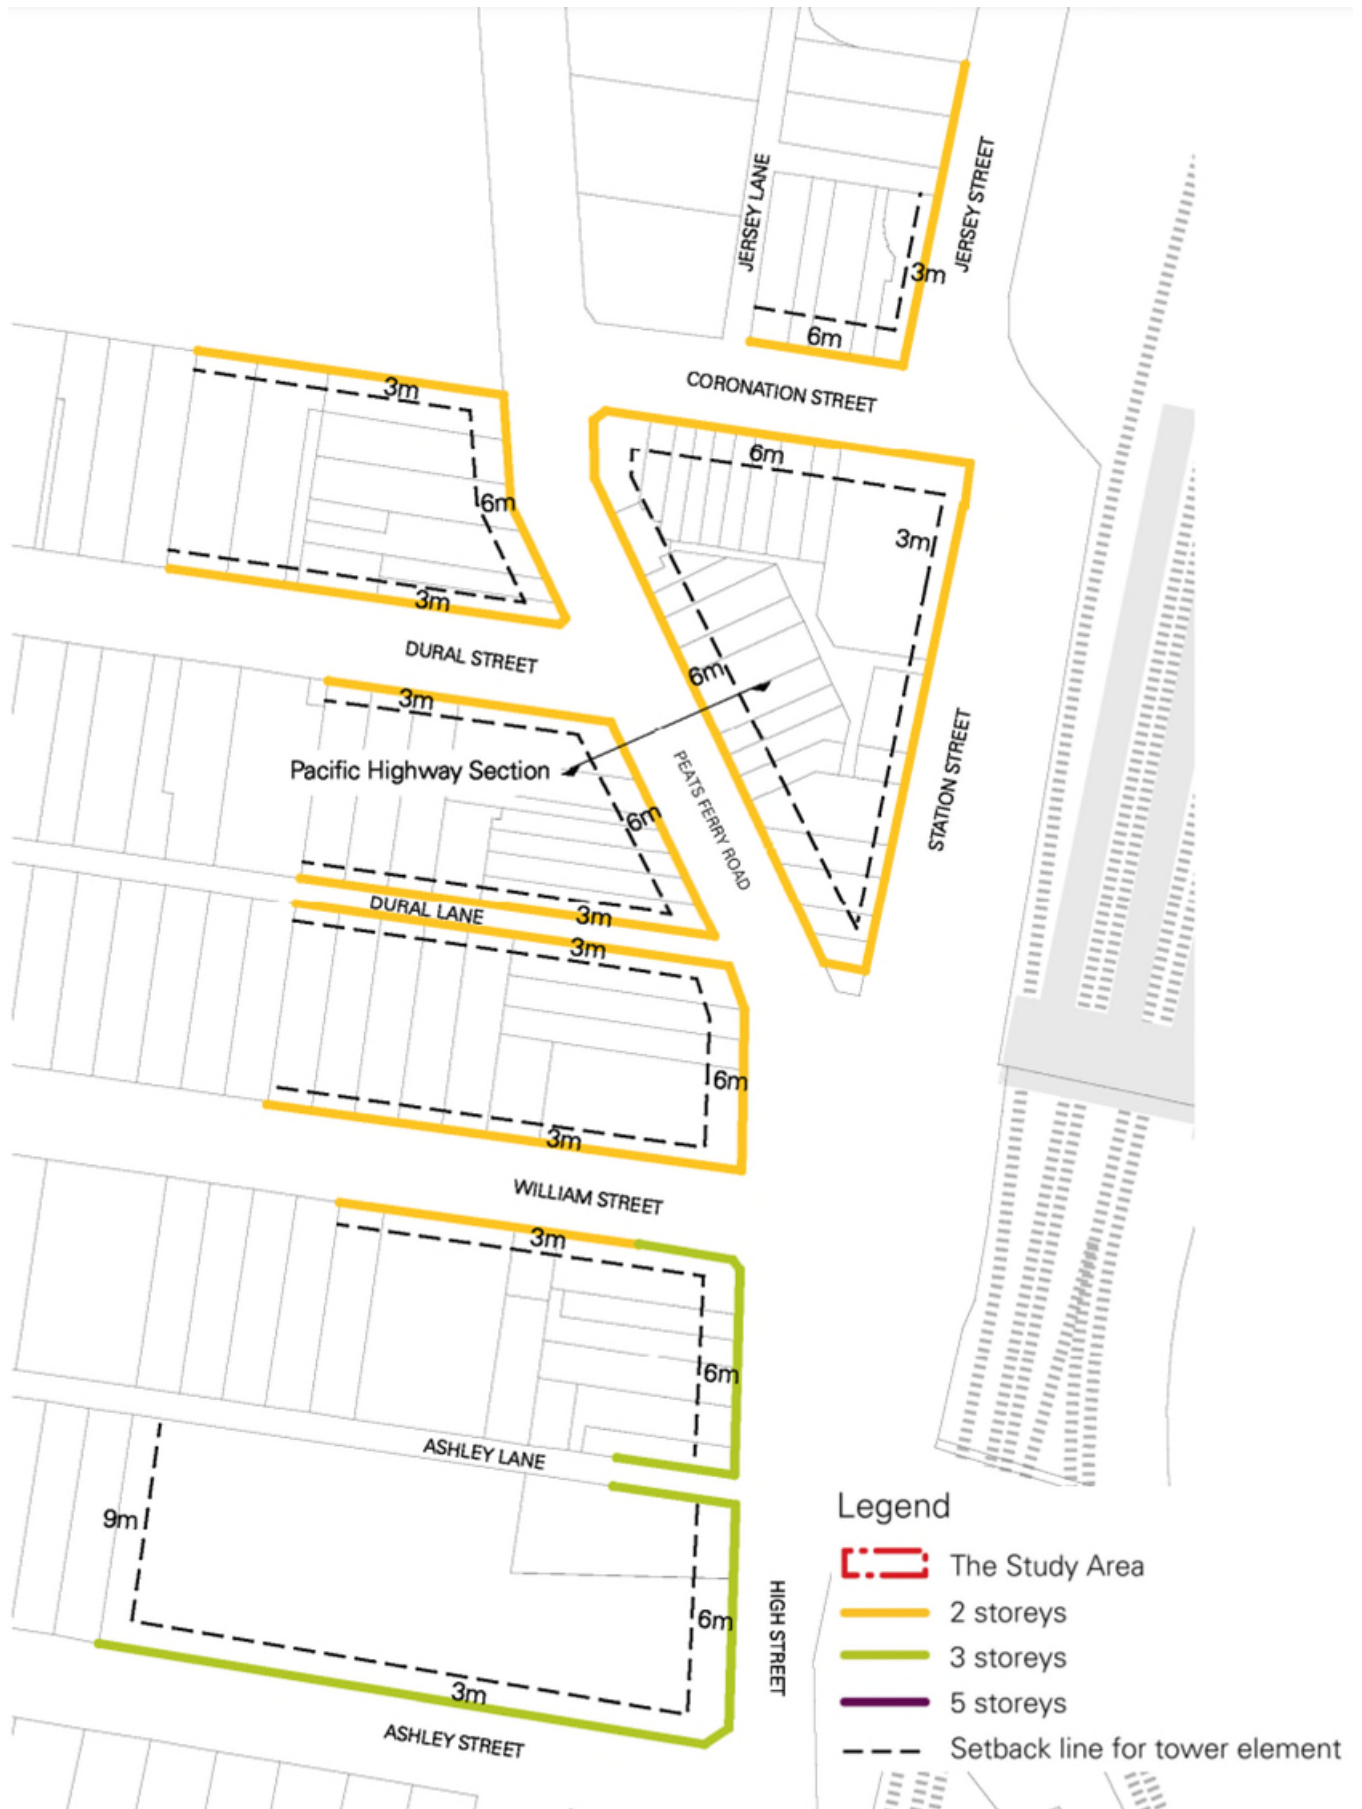 JERSEY LANE
JERSEY STREET
3m
6m
CORONATION STREET
3m
6m
6m
3m
6m
3m
DURAL STREET
6m
3m
Pacific Highway Section
PEATS FERRY ROAD
STATION STREET
6m
DURAL LANE
3m
3m
6m
3m
WILLIAM STREET
3m
6m
ASHLEY LANE
9m
6m
HIGH STREET
3m
ASHLEY STREET
Legend
The Study Area
2 storeys
3 storeys
5 storeys
Setback line for tower element